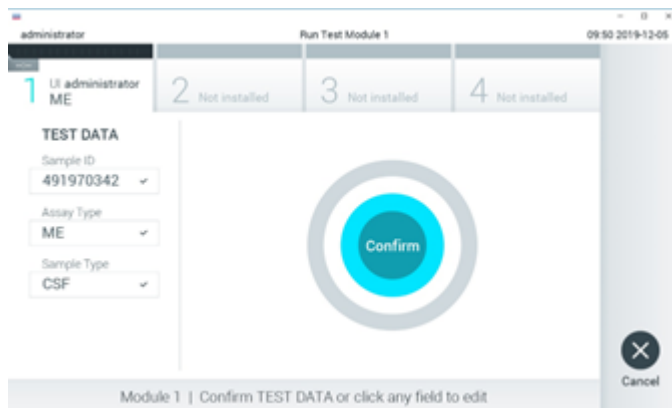 administrator
Run Test Module 1
09:50 2019-12-05
1 UI administrator
ME
2 Not installed
3 Not installed
4 Not installed
TEST DATA
Sample ID
491970342
Assay Type
ME
Sample Type
CSF
Confirm
Cancel
Module 1 | Confirm TEST DATA or click any field to edit